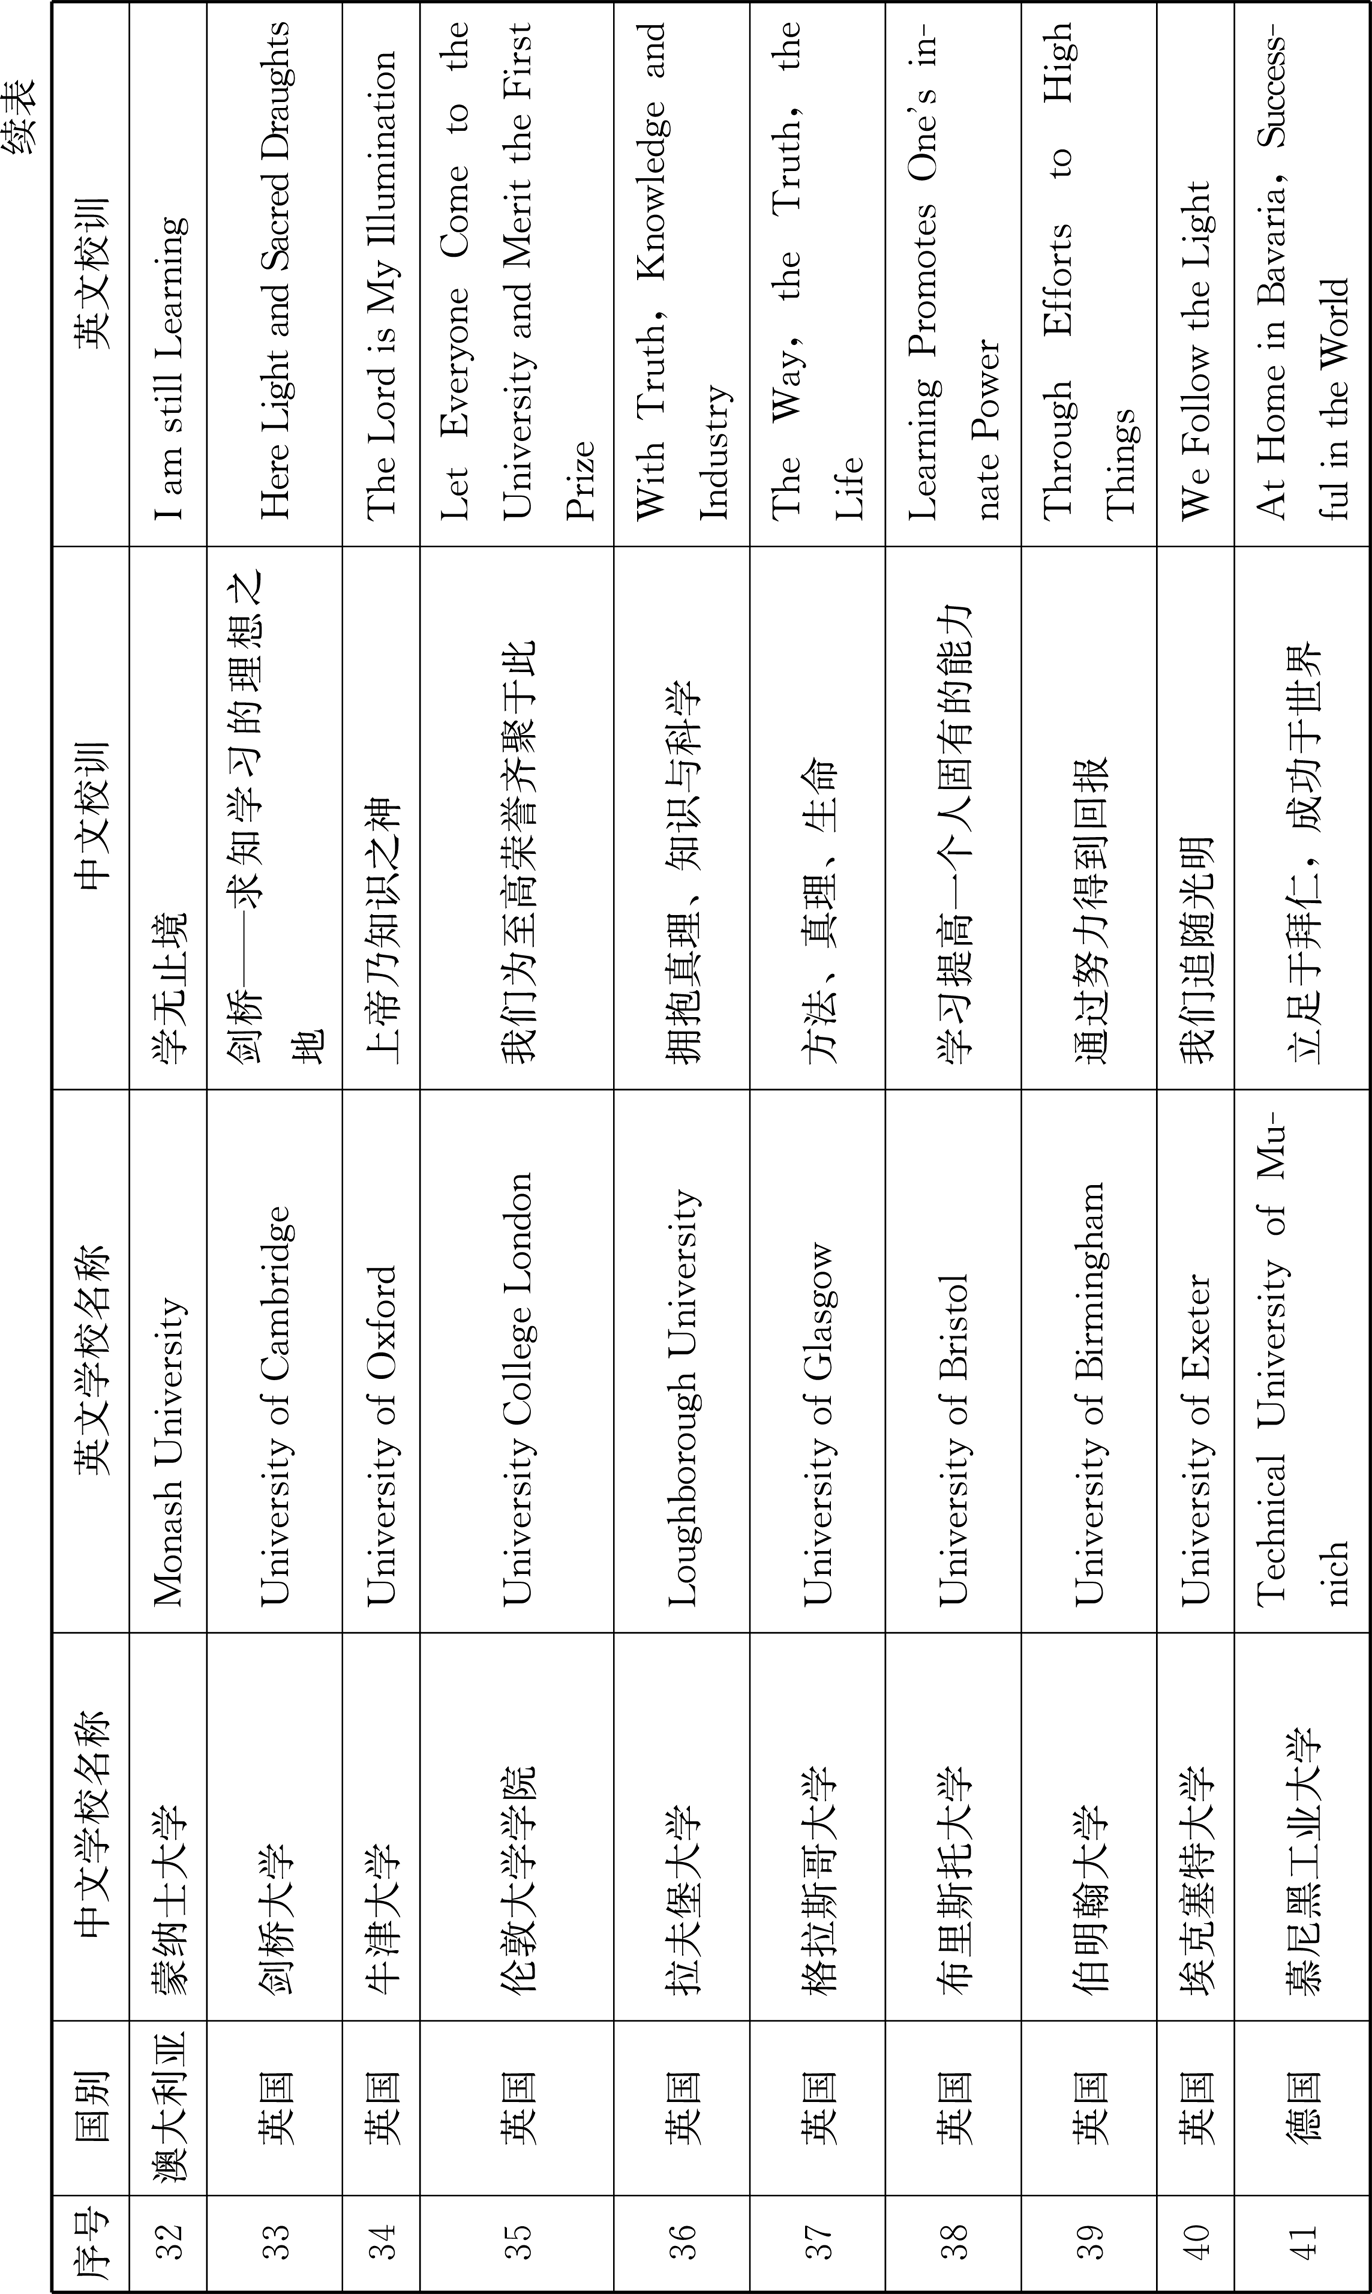 续表
序号 国别 中文学校名称 英文学校名称 中文校训 英文校训
32 澳大利亚 蒙纳士大学 Monash University 学无止境 I am still Learning
33 英国 剑桥大学 University of Cambridge 剑桥——求知学习的理想之
地 Here Light and Sacred Draughts
34 英国 牛津大学 University of Oxford 上帝乃知识之神 The Lord is My Illumination
35 英国 伦敦大学学院 University College London 我们为至高荣誉齐聚于此 Let Everyone Come to the
University and Merit the First
Prize
36 英国 拉夫堡大学 Loughborough University 拥抱真理、知识与科学 With Truth, Knowledge and
Industry
37 英国 格拉斯哥大学 University of Glasgow 方法、真理、生命 The Way, the Truth, the
Life
38 英国 布里斯托大学 University of Bristol 学习提高一个人固有的能力 Learning Promotes One's in-
nate Power
39 英国 伯明翰大学 University of Birmingham 通过努力得到回报 Through Efforts to High
Things
40 英国 埃克塞特大学 University of Exeter 我们追随光明 We Follow the Light
41 德国 慕尼黑工业大学 Technical University of Mu-
nich 立足于拜仁，成功于世界 At Home in Bavaria, Success-
ful in the World